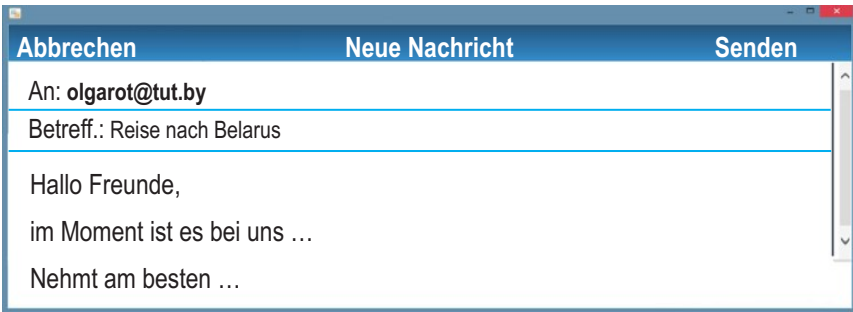 Abbrechen Neue Nachricht Senden
An: olgarot@tut.by
Betreff.: Reise nach Belarus
Hallo Freunde,
im Moment ist es bei uns …
Nehmt am besten …